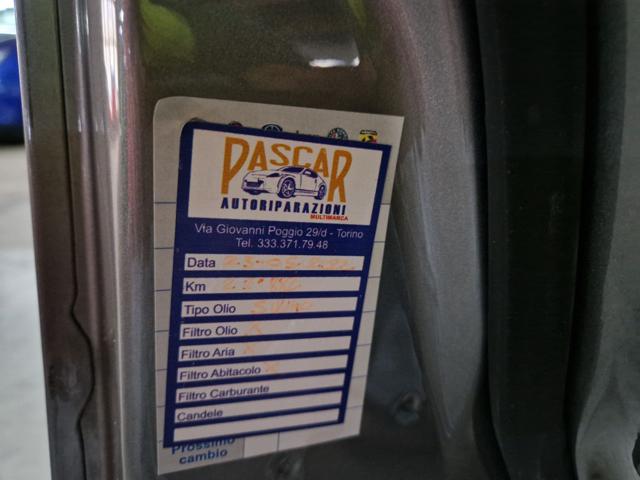 PASCAR
AUTORIPARAZIONI
MULTIMARCA
Via Giovanni Poggio 29/d - Torino
Tel. 333.371.79.48
Data
Km
Tipo Olio
Filtro Olio X
Filtro Aria X
Filtro Abitacolo X
Filtro Carburante
Candele
Prossimo
cambio